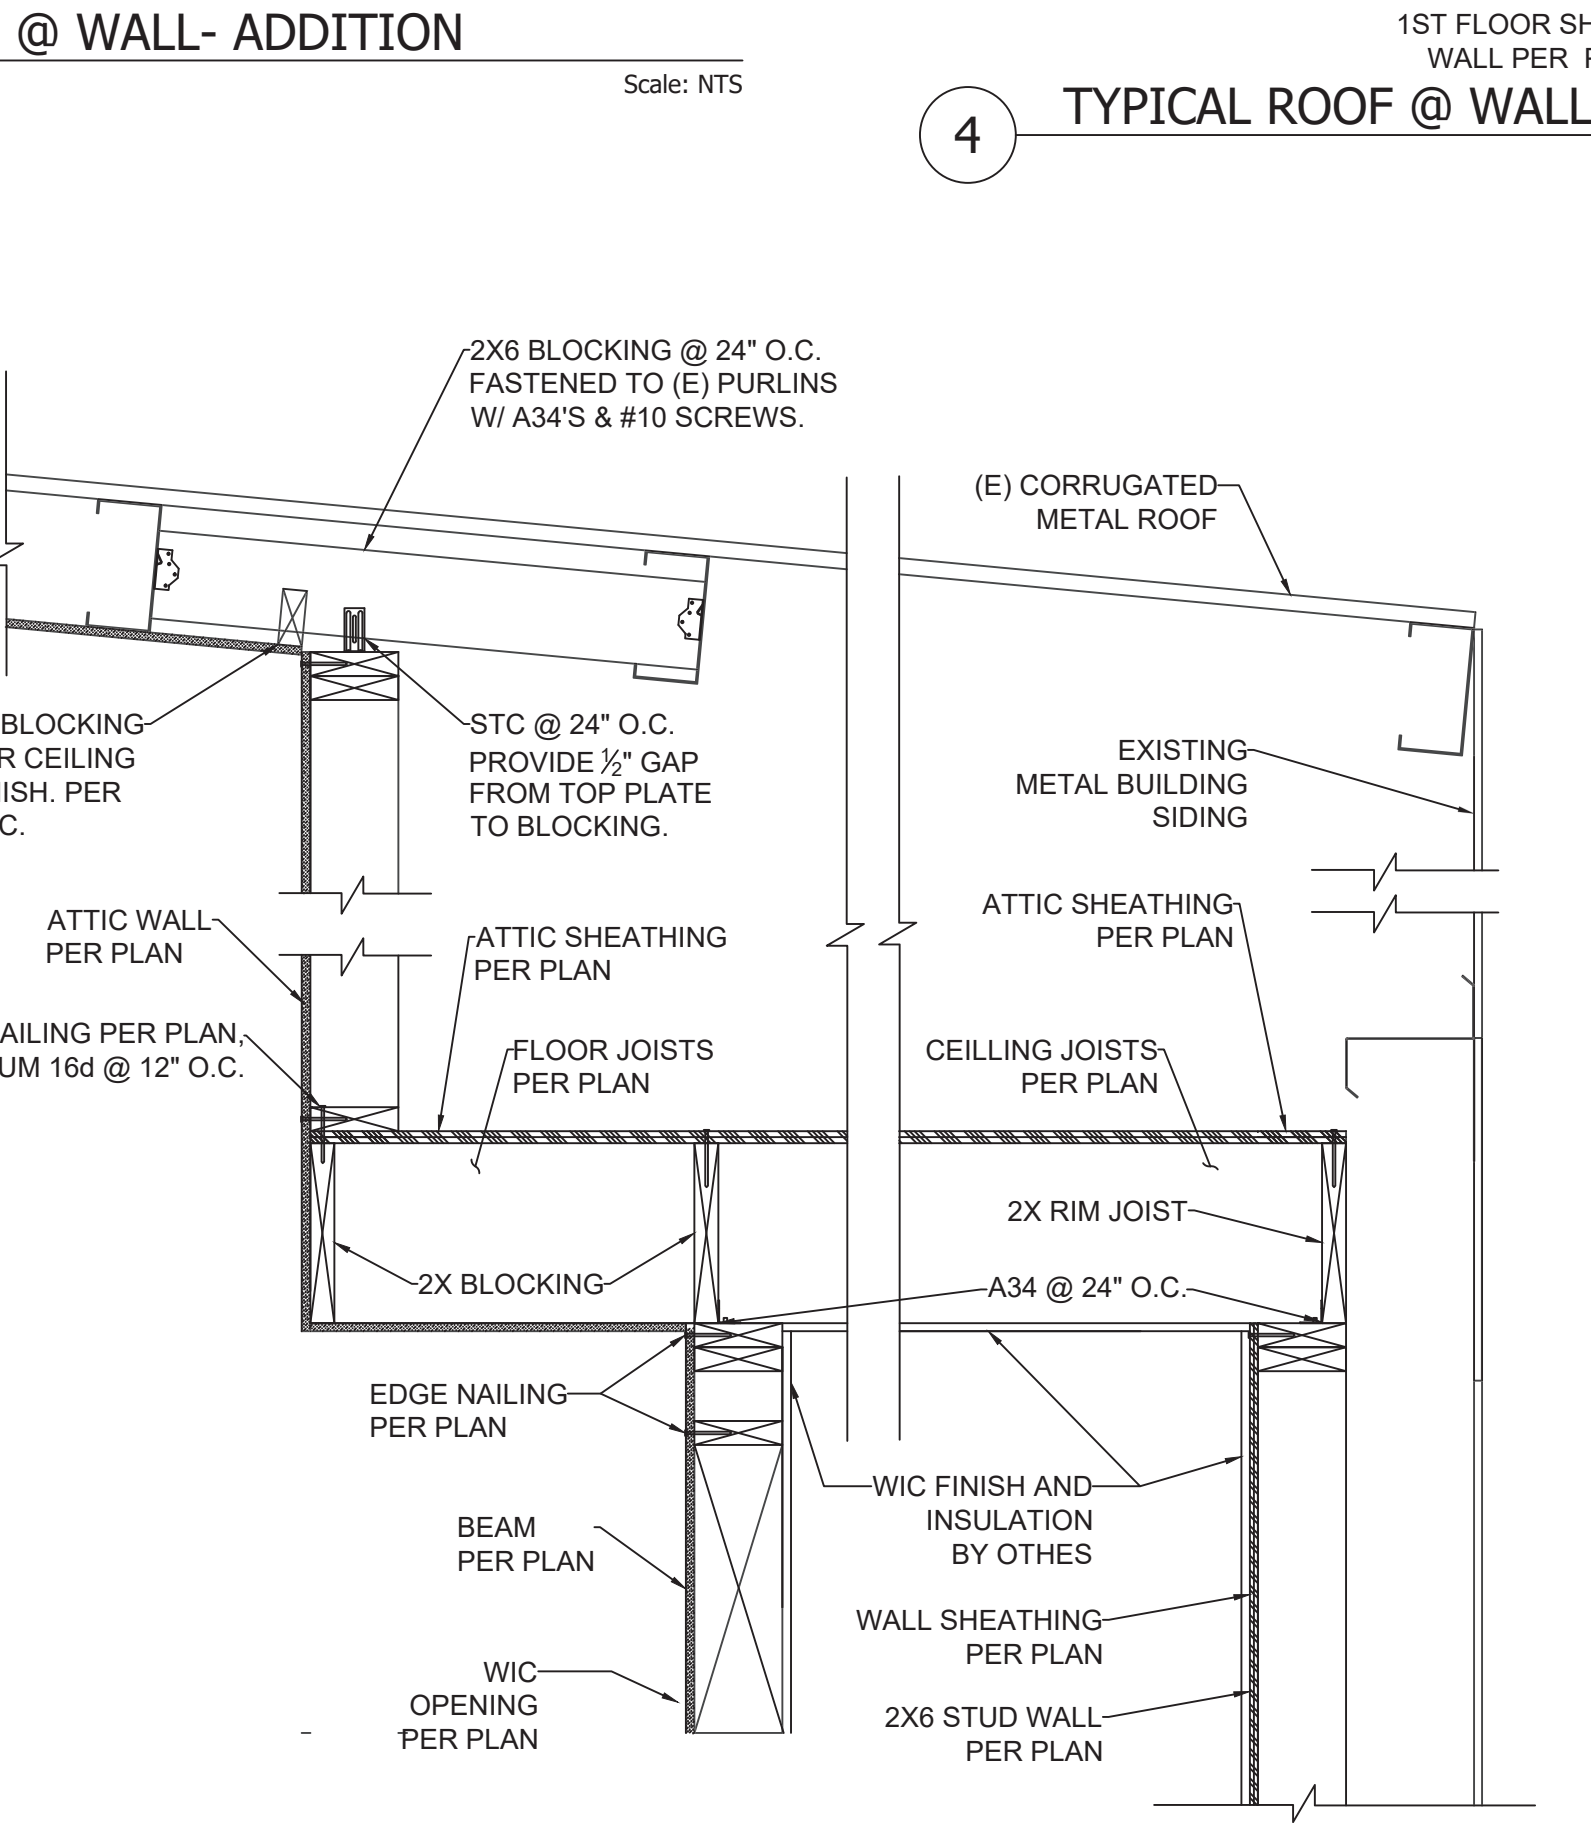 @ WALL- ADDITION
Scale: NTS
1ST FLOOR
WALL PER
4
TYPICAL ROOF @ WALL
2X6 BLOCKING @ 24" O.C.
FASTENED TO (E) PURLINS
W/ A34'S & #10 SCREWS.
(E) CORRUGATED
METAL ROOF
BLOCKING
CEILING
PER
STC @ 24" O.C.
PROVIDE ½" GAP
FROM TOP PLATE
TO BLOCKING.
EXISTING
METAL BUILDING
SIDING
ATTIC WALL
PER PLAN
ATTIC SHEATHING
PER PLAN
ATTIC SHEATHING
PER PLAN
PER PLAN,
16d @ 12" O.C.
FLOOR JOISTS
PER PLAN
CEILLING JOISTS
PER PLAN
2X RIM JOIST
2X BLOCKING
A34 @ 24" O.C.
EDGE NAILING
PER PLAN
WIC FINISH AND
INSULATION
BY OTHES
BEAM
PER PLAN
WALL SHEATHING
PER PLAN
WIC
OPENING
PER PLAN
2X6 STUD WALL
PER PLAN